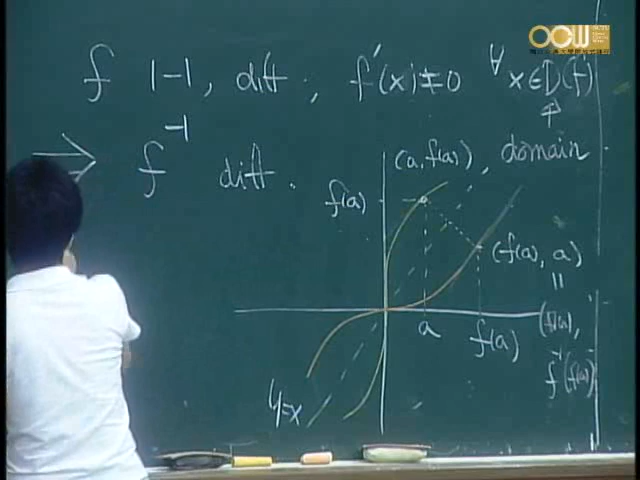 OCW
f 1-1, diff, f'(x)≠0 ∀x∈D(f)
↑
domain
⟹ f⁻¹ diff.
(a, f(a)),
f(a)
(f(a), a)
||
(f(a),
f⁻¹(f(a)))
a
f(a)
y=x